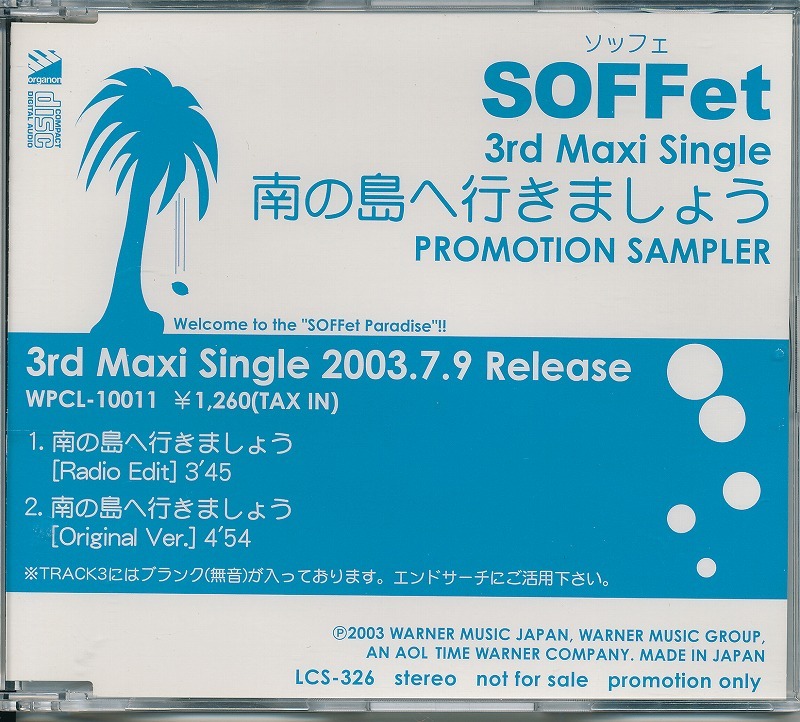 organon
COMPACT
disc
DIGITAL AUDIO
ソッフェ
SOFFet
3rd Maxi Single
南の島へ行きましょう
PROMOTION SAMPLER
Welcome to the "SOFFet Paradise"!!
3rd Maxi Single 2003.7.9 Release
WPCL-10011 ￥1,260(TAX IN)
1. 南の島へ行きましょう
[Radio Edit] 3'45
2. 南の島へ行きましょう
[Original Ver.] 4'54
※TRACK3にはブランク(無音)が入っております。エンドサーチにご活用下さい。
℗2003 WARNER MUSIC JAPAN, WARNER MUSIC GROUP,
AN AOL TIME WARNER COMPANY. MADE IN JAPAN
LCS-326 stereo not for sale promotion only